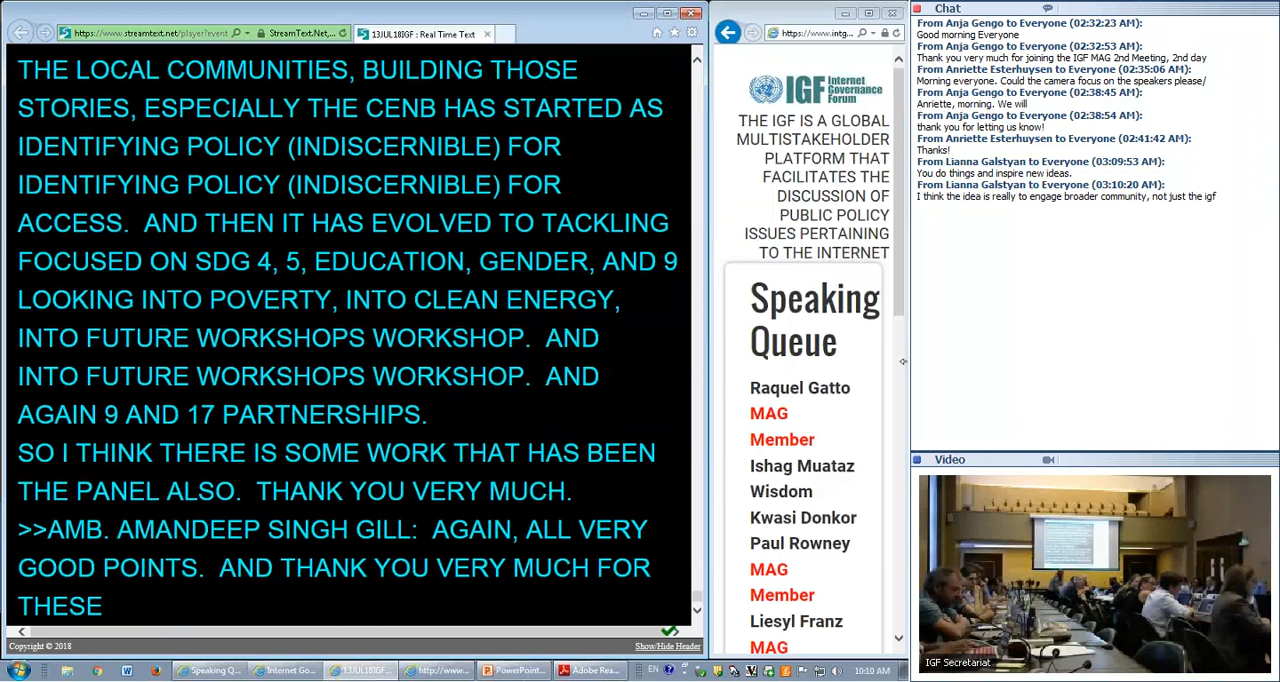 https://www.streamtext.net/player?event
StreamText.Net,...
13JUL18IGF : Real Time Text
THE LOCAL COMMUNITIES, BUILDING THOSE
STORIES, ESPECIALLY THE CENB HAS STARTED AS
IDENTIFYING POLICY (INDISCERNIBLE) FOR
IDENTIFYING POLICY (INDISCERNIBLE) FOR
ACCESS.  AND THEN IT HAS EVOLVED TO TACKLING
FOCUSED ON SDG 4, 5, EDUCATION, GENDER, AND 9
LOOKING INTO POVERTY, INTO CLEAN ENERGY,
INTO FUTURE WORKSHOPS WORKSHOP.  AND
INTO FUTURE WORKSHOPS WORKSHOP.  AND
AGAIN 9 AND 17 PARTNERSHIPS.
SO I THINK THERE IS SOME WORK THAT HAS BEEN
THE PANEL ALSO.  THANK YOU VERY MUCH.
>>AMB. AMANDEEP SINGH GILL:  AGAIN, ALL VERY
GOOD POINTS.  AND THANK YOU VERY MUCH FOR
THESE
Copyright © 2018
Show/Hide Header
https://www.intg
IGF Internet
Governance
Forum
THE IGF IS A GLOBAL
MULTISTAKEHOLDER
PLATFORM THAT
FACILITATES THE
DISCUSSION OF
PUBLIC POLICY
ISSUES PERTAINING
TO THE INTERNET
Speaking
Queue
Raquel Gatto
MAG
Member
Ishag Muataz
Wisdom
Kwasi Donkor
Paul Rowney
MAG
Member
Liesyl Franz
MAG
Chat
From Anja Gengo to Everyone (02:32:23 AM):
Good morning Everyone
From Anja Gengo to Everyone (02:32:53 AM):
Thank you very much for joining the IGF MAG 2nd Meeting, 2nd day
From Anriette Esterhuysen to Everyone (02:35:06 AM):
Morning everyone. Could the camera focus on the speakers please/
From Anja Gengo to Everyone (02:38:45 AM):
Anriette, morning. We will
From Anja Gengo to Everyone (02:38:54 AM):
thank you for letting us know!
From Anriette Esterhuysen to Everyone (02:41:42 AM):
Thanks!
From Lianna Galstyan to Everyone (03:09:53 AM):
You do things and inspire new ideas.
From Lianna Galstyan to Everyone (03:10:20 AM):
I think the idea is really to engage broader community, not just the igf
Video
IGF Secretariat
Speaking Q...
Internet Go...
13JUL18IGF...
http://www...
PowerPoint...
Adobe Rea...
EN
10:10 AM